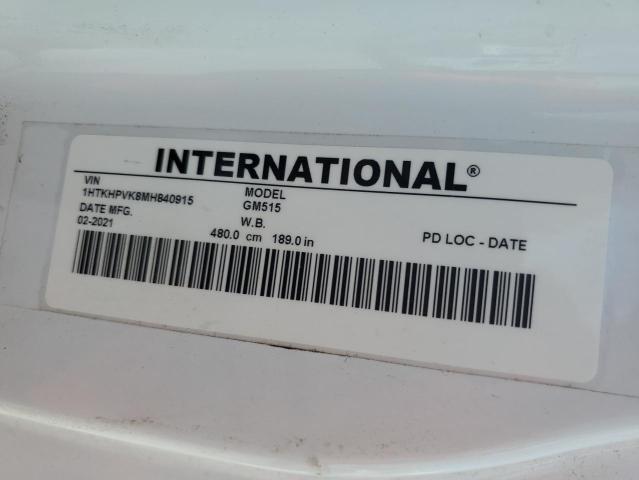 INTERNATIONAL®
VIN MODEL
1HTKHPVK8MH840915 GM515
DATE MFG. W.B.
02-2021 480.0 cm 189.0 in PD LOC - DATE